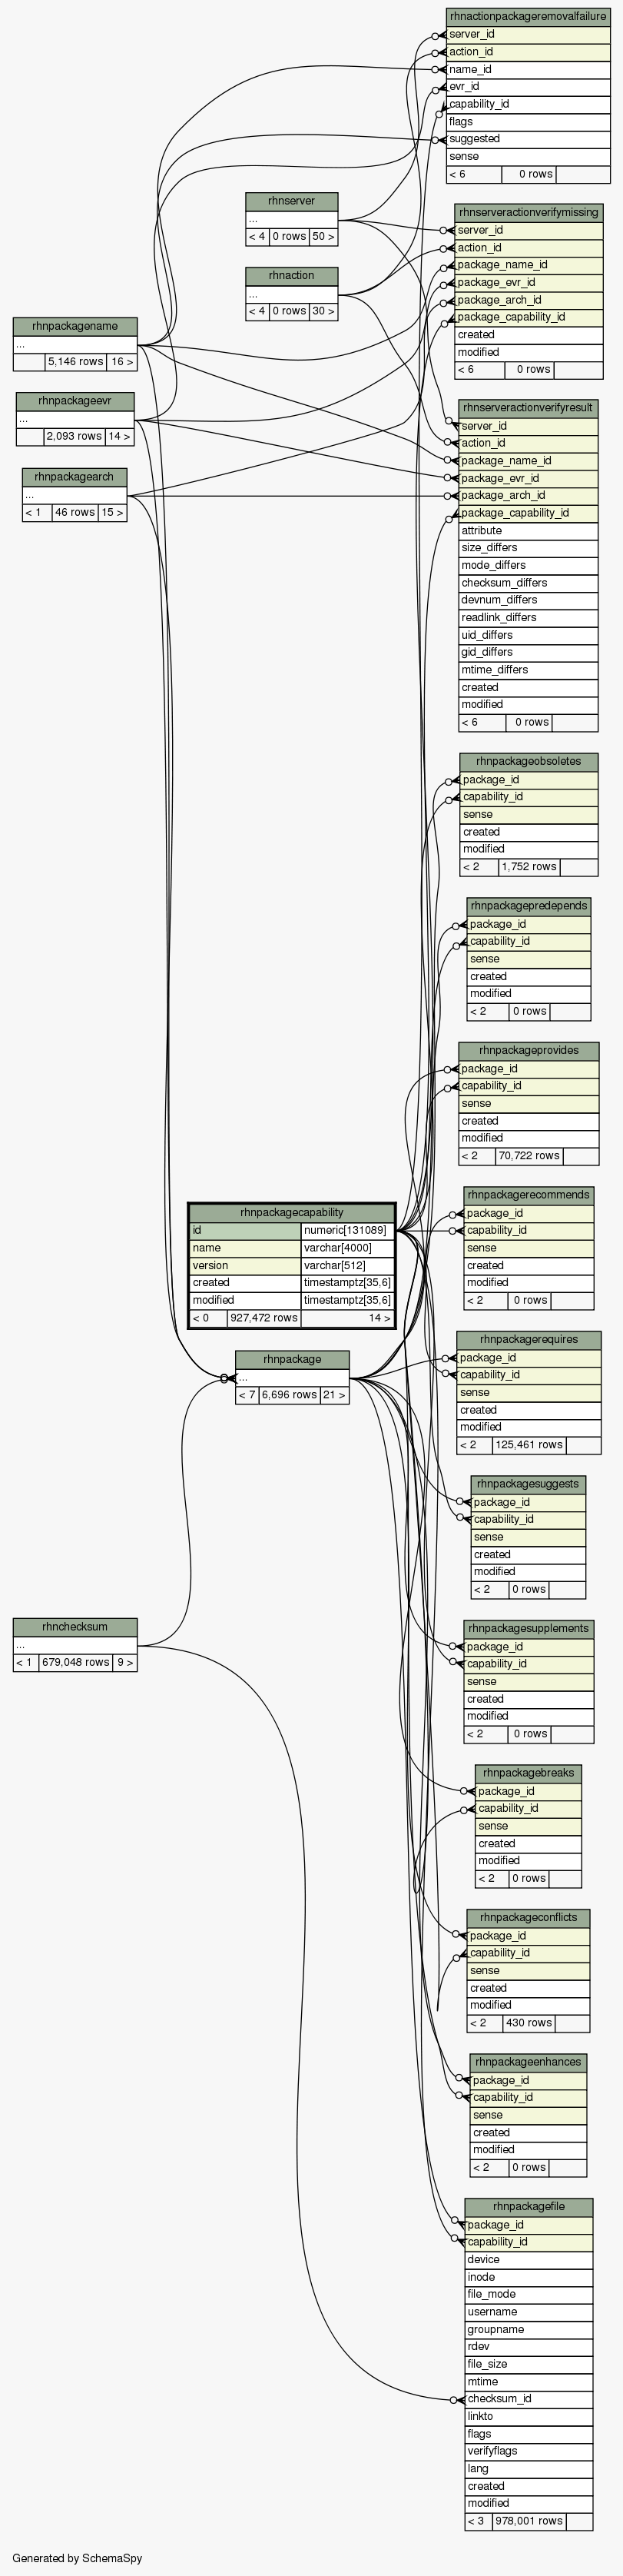 rhnactionpackageremovalfailure
server_id
action_id
name_id
evr_id
capability_id
flags
suggested
sense
< 6 0 rows
rhnserver
...
< 4 0 rows 50 >
rhnserveractionverifymissing
server_id
action_id
package_name_id
package_evr_id
package_arch_id
package_capability_id
created
modified
< 6 0 rows
rhnaction
...
< 4 0 rows 30 >
rhnpackagename
...
5,146 rows 16 >
rhnpackageevr
...
2,093 rows 14 >
rhnpackagearch
...
< 1 46 rows 15 >
rhnserveractionverifyresult
server_id
action_id
package_name_id
package_evr_id
package_arch_id
package_capability_id
attribute
size_differs
mode_differs
checksum_differs
devnum_differs
readlink_differs
uid_differs
gid_differs
mtime_differs
created
modified
< 6 0 rows
rhnpackageobsoletes
package_id
capability_id
sense
created
modified
< 2 1,752 rows
rhnpackagepredepends
package_id
capability_id
sense
created
modified
< 2 0 rows
rhnpackageprovides
package_id
capability_id
sense
created
modified
< 2 70,722 rows
rhnpackagecapability
id numeric[131089]
name varchar[4000]
version varchar[512]
created timestamptz[35,6]
modified timestamptz[35,6]
< 0 927,472 rows 14 >
rhnpackagerecommends
package_id
capability_id
sense
created
modified
< 2 0 rows
rhnpackage
...
< 7 6,696 rows 21 >
rhnpackagerequires
package_id
capability_id
sense
created
modified
< 2 125,461 rows
rhnpackagesuggests
package_id
capability_id
sense
created
modified
< 2 0 rows
rhnchecksum
...
< 1 679,048 rows 9 >
rhnpackagesupplements
package_id
capability_id
sense
created
modified
< 2 0 rows
rhnpackagebreaks
package_id
capability_id
sense
created
modified
< 2 0 rows
rhnpackageconflicts
package_id
capability_id
sense
created
modified
< 2 430 rows
rhnpackageenhances
package_id
capability_id
sense
created
modified
< 2 0 rows
rhnpackagefile
package_id
capability_id
device
inode
file_mode
username
groupname
rdev
file_size
mtime
checksum_id
linkto
flags
verifyflags
lang
created
modified
< 3 978,001 rows
Generated by SchemaSpy